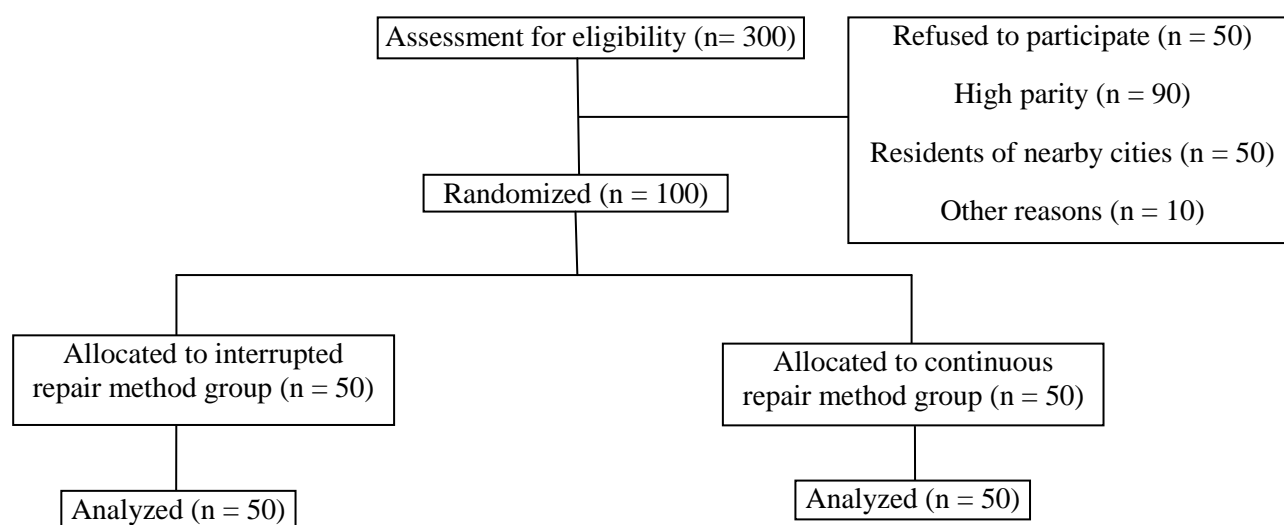 Assessment for eligibility (n= 300)
Refused to participate (n = 50)
High parity (n = 90)
Residents of nearby cities (n = 50)
Other reasons (n = 10)
Randomized (n = 100)
Allocated to interrupted
repair method group (n = 50)
Allocated to continuous
repair method group (n = 50)
Analyzed (n = 50)
Analyzed (n = 50)